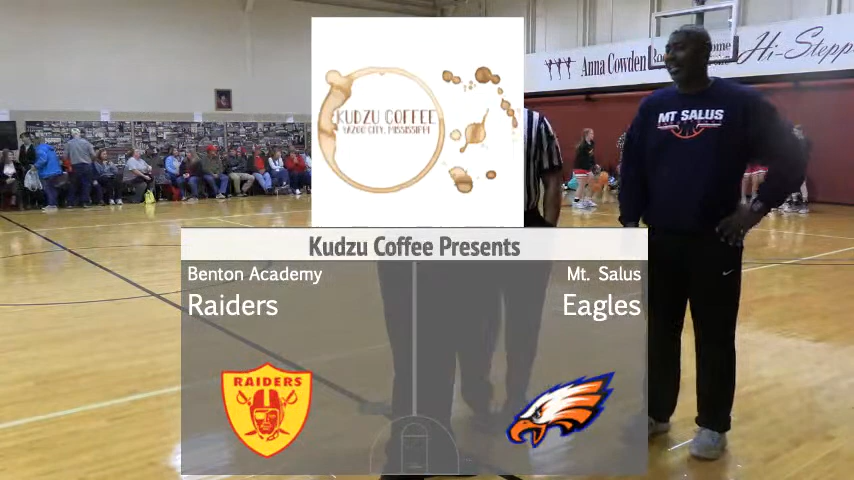 KUDZU COFFEE
YAZOO CITY, MISSISSIPPI
Anna Cowden
Hi-Stepp
MT SALUS
Kudzu Coffee Presents
Benton Academy
Mt. Salus
Raiders
Eagles
RAIDERS